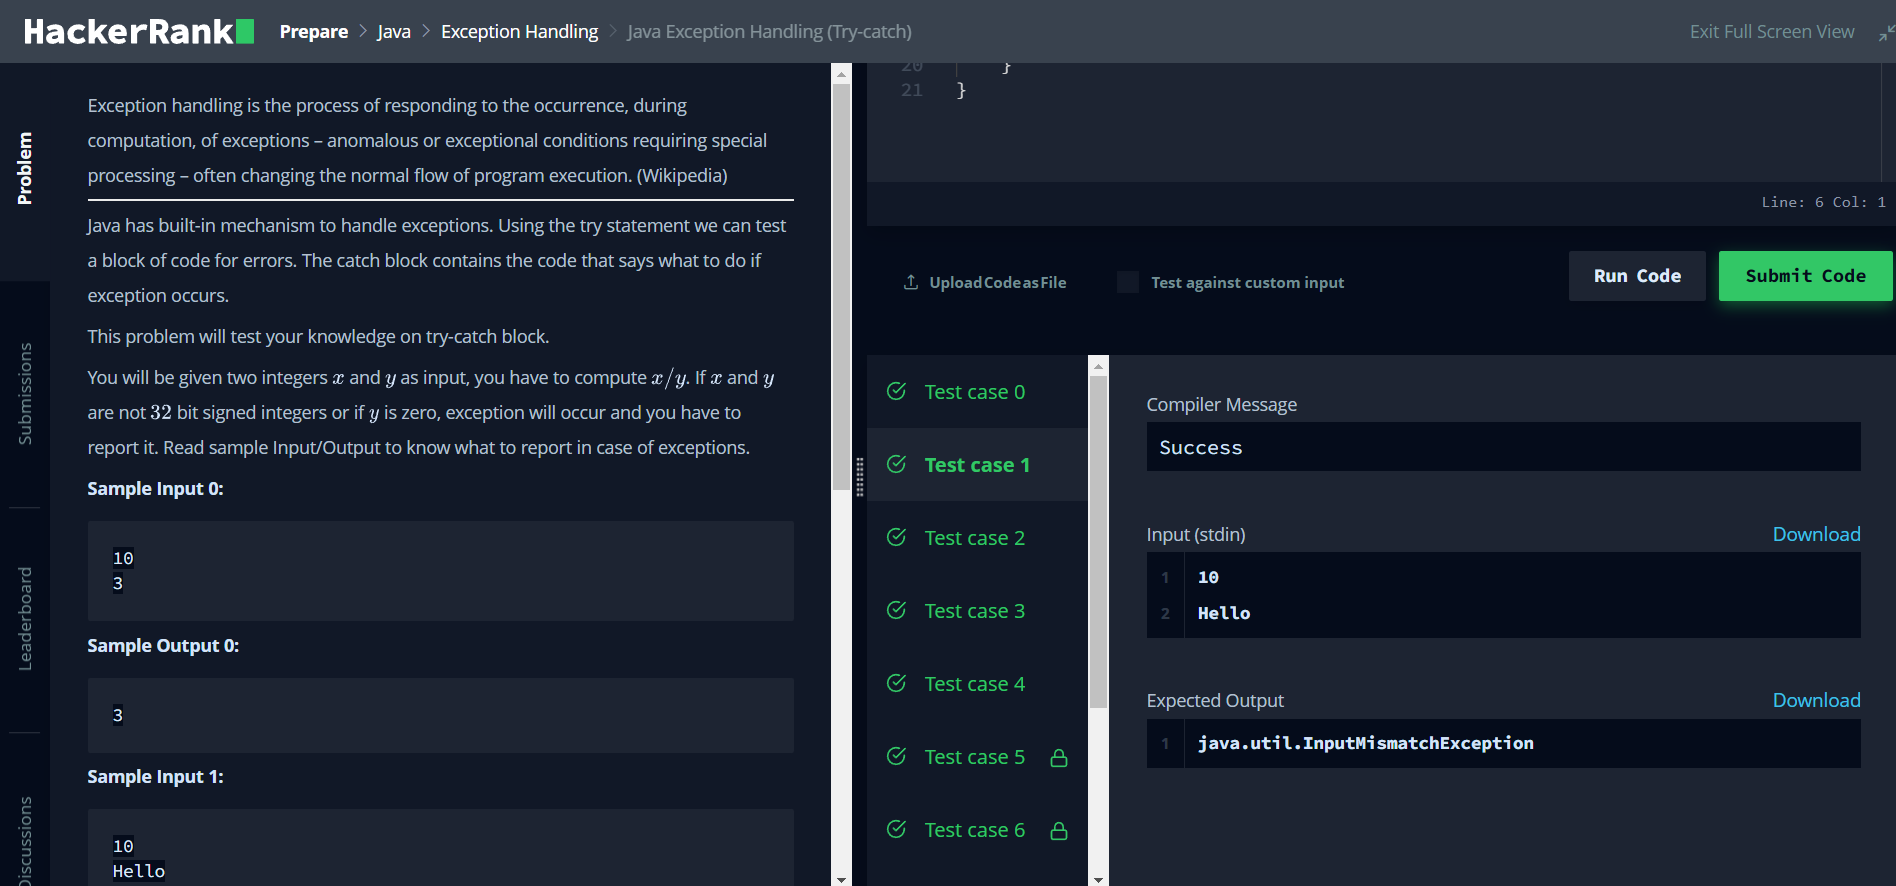 HackerRank
Prepare > Java > Exception Handling > Java Exception Handling (Try-catch)
Exit Full Screen View
Problem
Submissions
Leaderboard
Discussions
Exception handling is the process of responding to the occurrence, during
computation, of exceptions – anomalous or exceptional conditions requiring special
processing – often changing the normal flow of program execution. (Wikipedia)
Java has built-in mechanism to handle exceptions. Using the try statement we can test
a block of code for errors. The catch block contains the code that says what to do if
exception occurs.
This problem will test your knowledge on try-catch block.
You will be given two integers x and y as input, you have to compute x/y. If x and y
are not 32 bit signed integers or if y is zero, exception will occur and you have to
report it. Read sample Input/Output to know what to report in case of exceptions.
Sample Input 0:
10
3
Sample Output 0:
3
Sample Input 1:
10
Hello
20 }
21 }
Line: 6 Col: 1
Upload Code as File
Test against custom input
Run Code
Submit Code
Test case 0
Test case 1
Test case 2
Test case 3
Test case 4
Test case 5
Test case 6
Compiler Message
Success
Input (stdin)
Download
1 10
2 Hello
Expected Output
Download
1 java.util.InputMismatchException